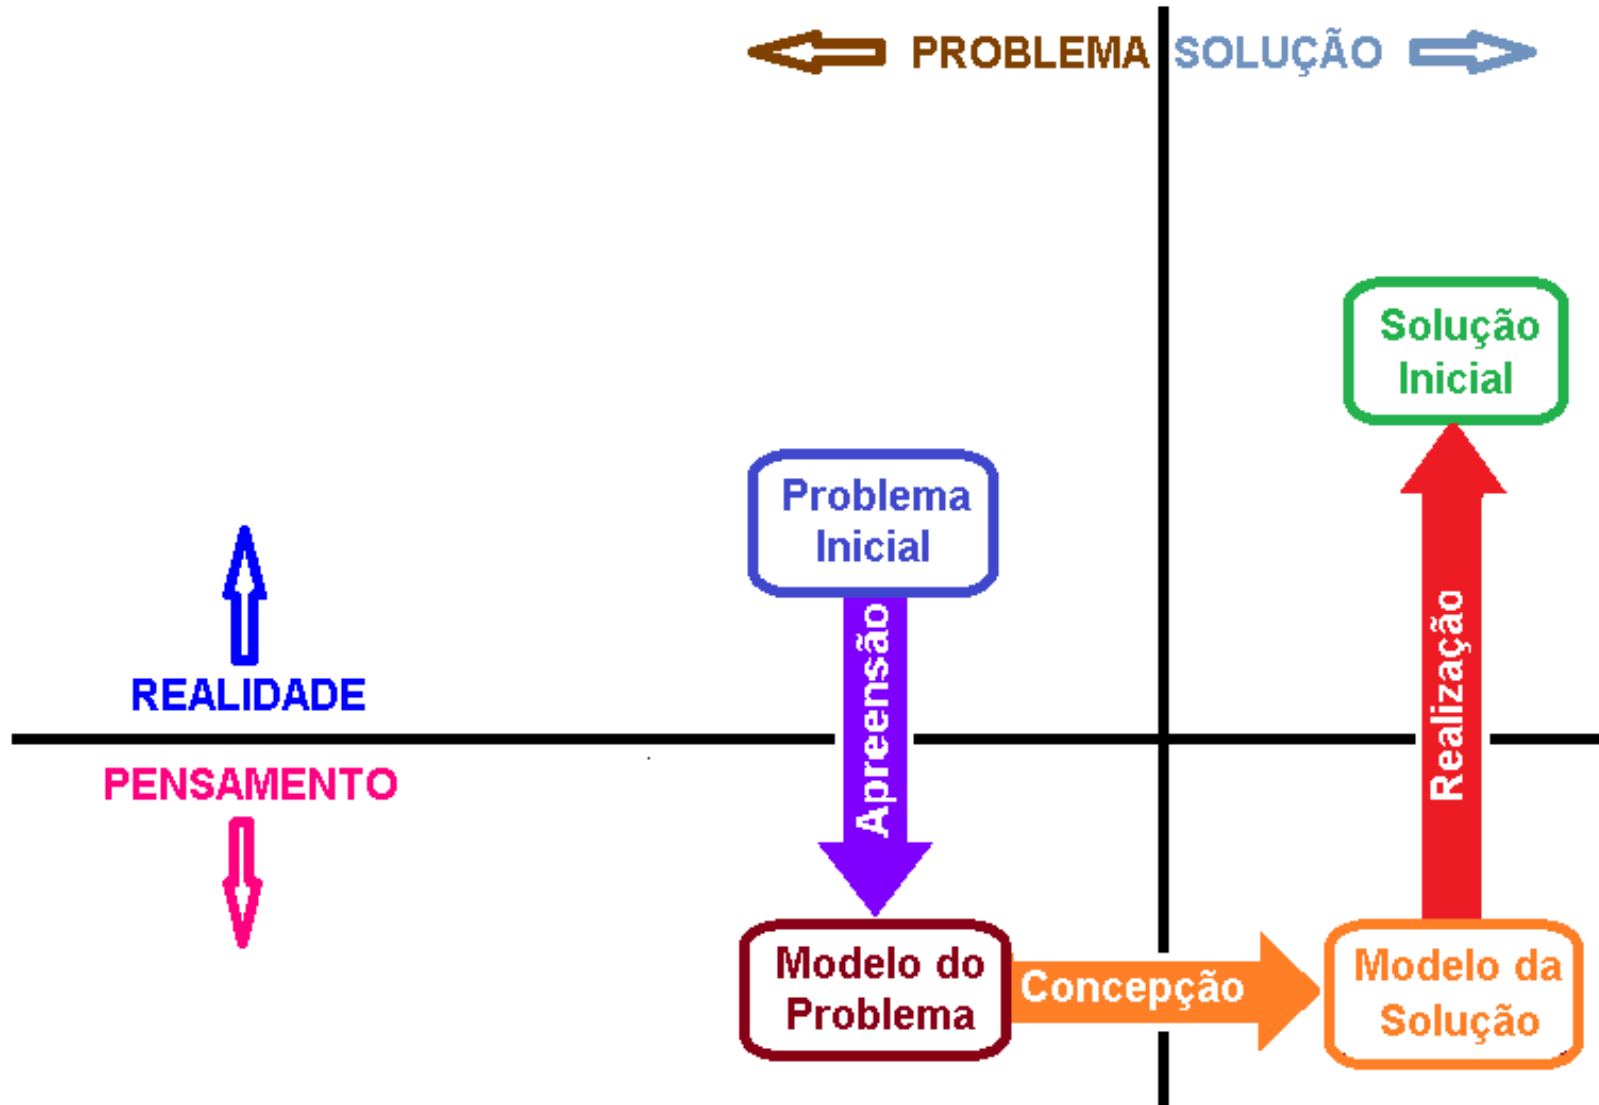 PROBLEMA
SOLUÇÃO
Solução
Inicial
Problema
Inicial
Apreensão
Realização
REALIDADE
PENSAMENTO
Modelo do
Problema
Concepção
Modelo da
Solução